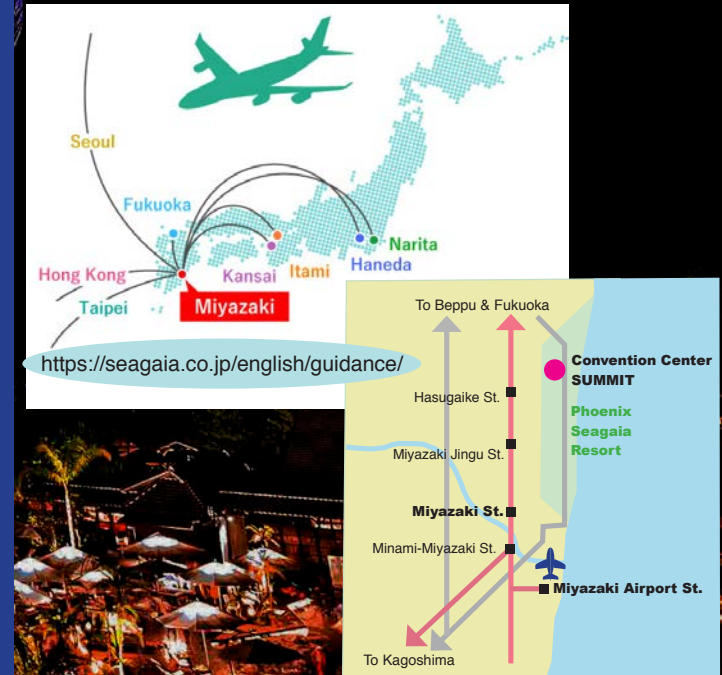 Seoul
Fukuoka
Narita
Haneda
Itami
Kansai
Hong Kong
Taipei
Miyazaki
https://seagaia.co.jp/english/guidance/
To Beppu & Fukuoka
Convention Center
SUMMIT
Phoenix
Seagaia
Resort
Hasugaike St.
Miyazaki Jingu St.
Miyazaki St.
Minami-Miyazaki St.
Miyazaki Airport St.
To Kagoshima